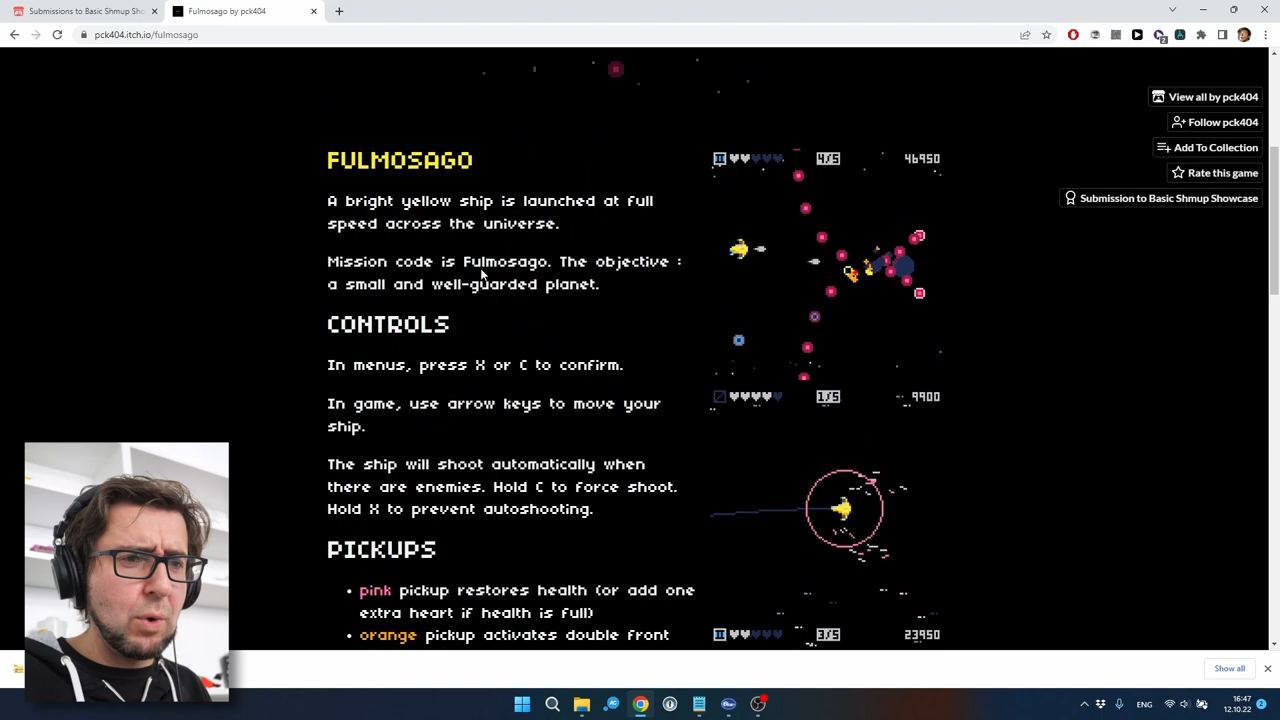 Submissions to Basic Shmup Sho
Fulmosago by pck404
pck404.itch.io/fulmosago
2
View all by pck404
Follow pck404
Add To Collection
Rate this game
Submission to Basic Shmup Showcase
FULMOSAGO
A bright yellow ship is launched at full
speed across the universe.
Mission code is Fulmosago. The objective :
a small and well-guarded planet.
CONTROLS
In menus, press X or C to confirm.
In game, use arrow keys to move your
ship.
The ship will shoot automatically when
there are enemies. Hold C to force shoot.
Hold X to prevent autoshooting.
PICKUPS
• pink pickup restores health (or add one
extra heart if health is full)
• orange pickup activates double front
4/5
46950
1/5
9900
3/5
23950
Show all
ENG
16:47
12.10.22
2